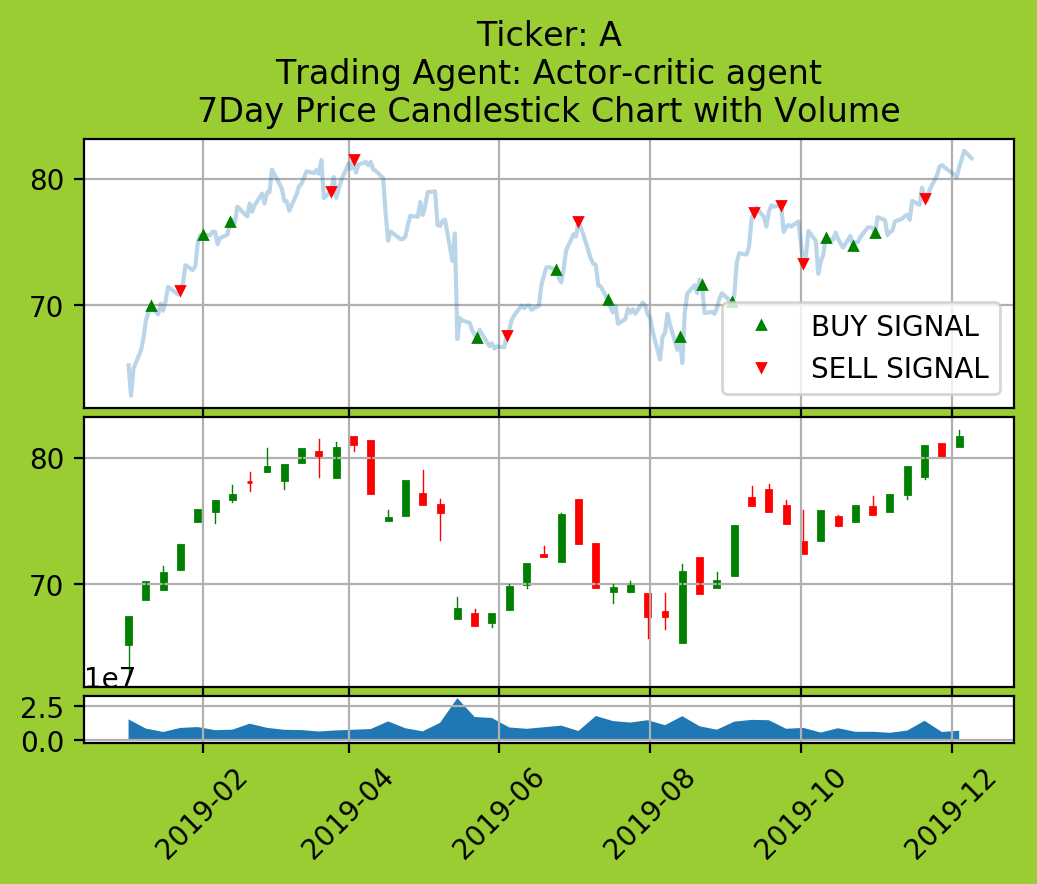 Ticker: A
Trading Agent: Actor-critic agent
7Day Price Candlestick Chart with Volume
80
70
BUY SIGNAL
SELL SIGNAL
80
70
1e7
2.5
0.0
2019-02
2019-04
2019-06
2019-08
2019-10
2019-12